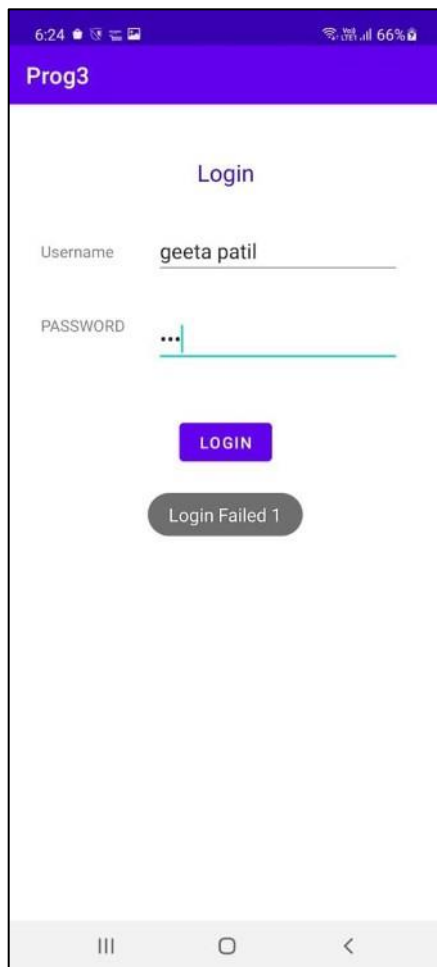 6:24 66%
Prog3
Login
Username geeta patil
PASSWORD •••
LOGIN
Login Failed 1